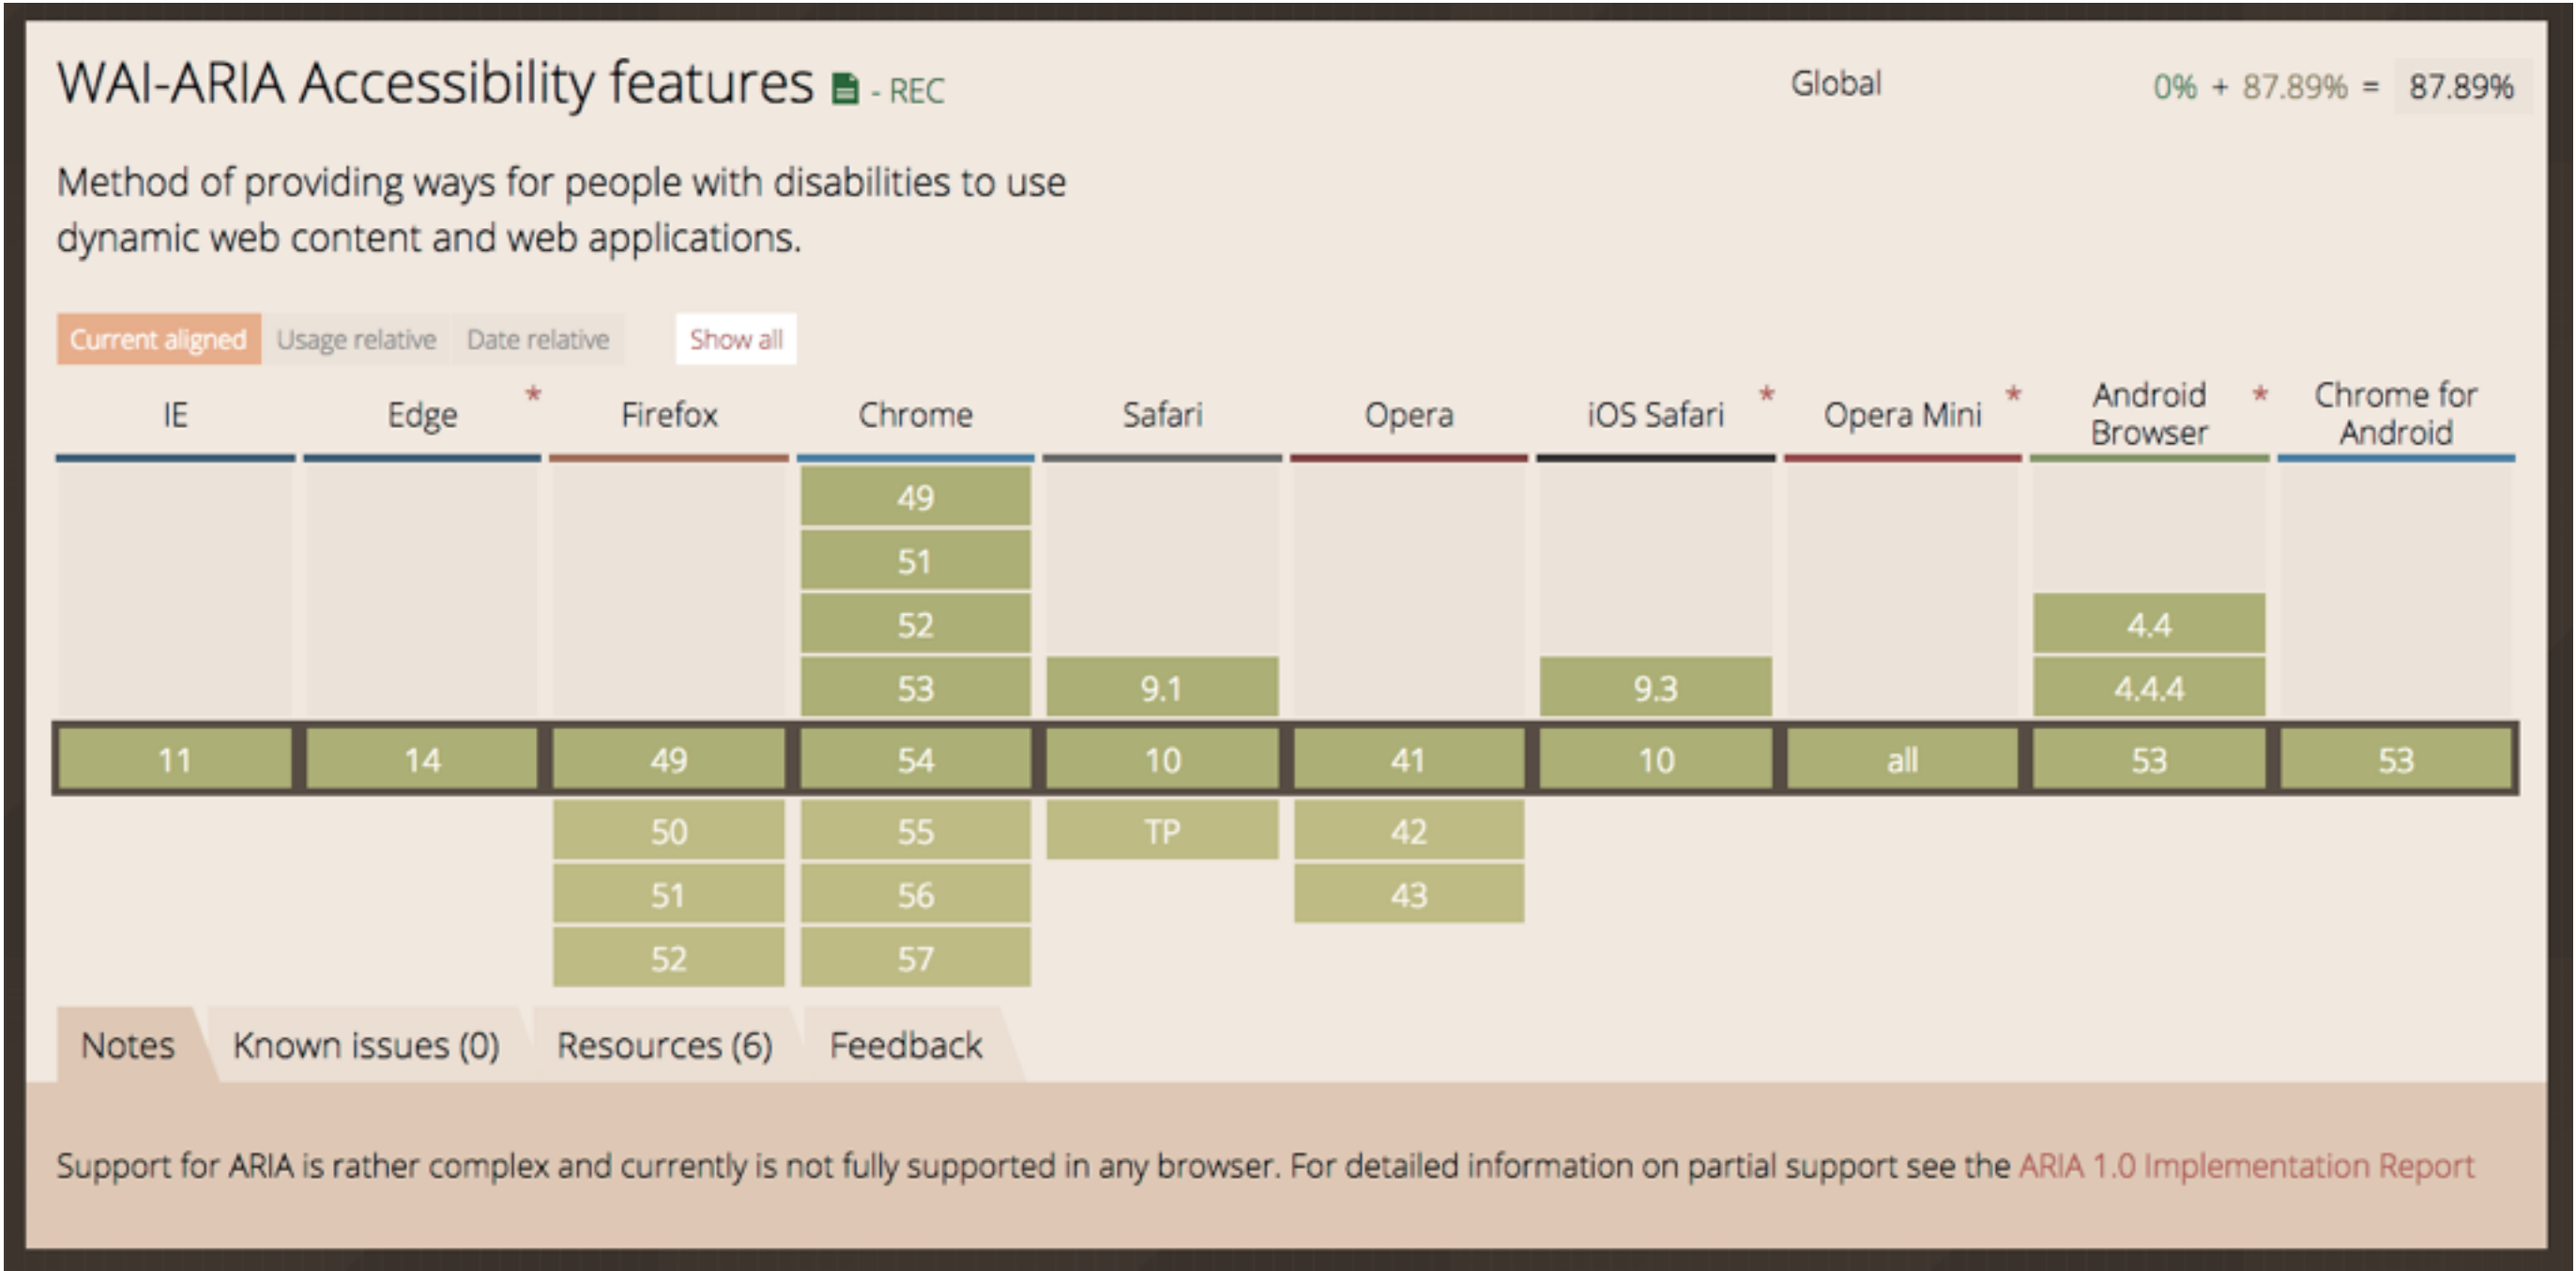 WAI-ARIA Accessibility features - REC
Global 0% + 87.89% = 87.89%
Method of providing ways for people with disabilities to use
dynamic web content and web applications.
Current aligned Usage relative Date relative Show all
IE Edge * Firefox Chrome Safari Opera iOS Safari * Opera Mini * Android Browser * Chrome for Android
49
51
52 4.4
53 9.1 9.3 4.4.4
11 14 49 54 10 41 10 all 53 53
50 55 TP 42
51 56 43
52 57
Notes Known issues (0) Resources (6) Feedback
Support for ARIA is rather complex and currently is not fully supported in any browser. For detailed information on partial support see the ARIA 1.0 Implementation Report